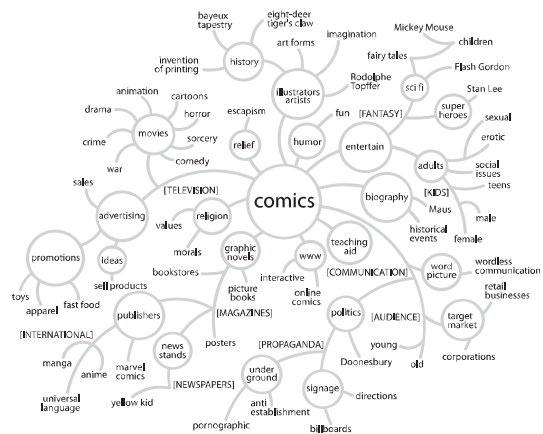 bayeux
tapestry
eight-deer
tiger's claw
art forms
imagination
Mickey Mouse
children
fairy tales
history
invention
of printing
illustrators
artists
Rodolphe
Topffer
Flash Gordon
sci fi
Stan Lee
super
heroes
animation
cartoons
drama
horror
escapism
fun
[FANTASY]
sexual
movies
sorcery
crime
comedy
war
relief
humor
entertain
erotic
adults
social
issues
teens
sales
[TELEVISION]
comics
biography
[KIDS]
Maus
male
advertising
values
religion
historical
events
female
morals
graphic
novels
www
teaching
aid
promotions
ideas
bookstores
interactive
[COMMUNICATION]
word
picture
wordless
communication
sell products
picture
books
online
comics
retail
businesses
toys
apparel
fast food
publishers
[MAGAZINES]
politics
[AUDIENCE]
target
market
[INTERNATIONAL]
news
stands
posters
[PROPAGANDA]
young
manga
anime
marvel
comics
Doonesbury
old
corporations
under
ground
[NEWSPAPERS]
signage
directions
universal
language
yellow kid
anti
establishment
pornographic
billboards